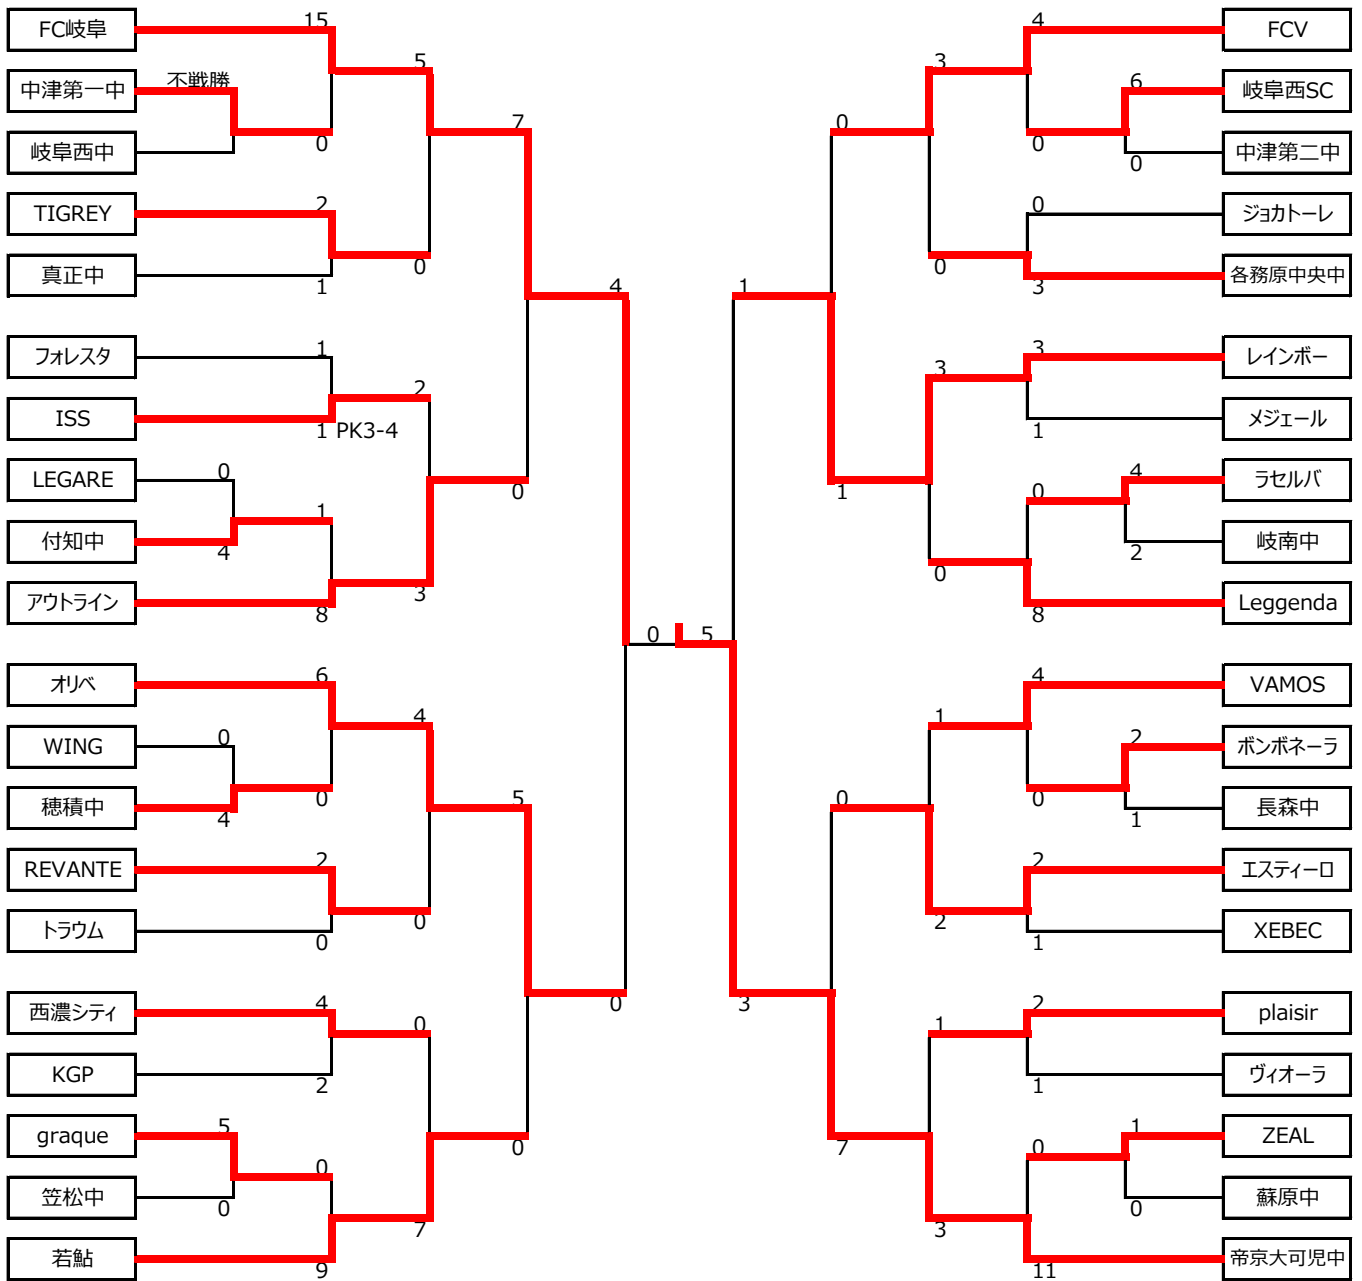 FC岐阜 15
5
中津第一中 不戦勝
7
岐阜西中 0
TIGREY 2
0
真正中 1
4
フォレスタ 1
2
ISS 1 PK3-4
LEGARE 0
0
付知中 4 1
アウトライン 8 3
オリベ 6
4
WING 0
穂積中 4 0
5
REVANTE 2
0
トラウム 0
0
西濃シティ 4
0
KGP 2
graque 5
0
笠松中 0 0
若鮎 9 7
0 5
4 FCV
3
6 岐阜西SC
0
0 0 中津第二中
0 ジョカトーレ
0
3 各務原中央中
1
3 レインボー
3
1 メジェール
4 ラセルバ
1 0
2 岐南中
0
8 Leggenda
4 VAMOS
1
2 ボンボネーラ
0 0
1 長森中
2 エスティーロ
2
1 XEBEC
3
2 plaisir
1
1 ヴィオーラ
1 ZEAL
7 0
0 蘇原中
3
11 帝京大可児中